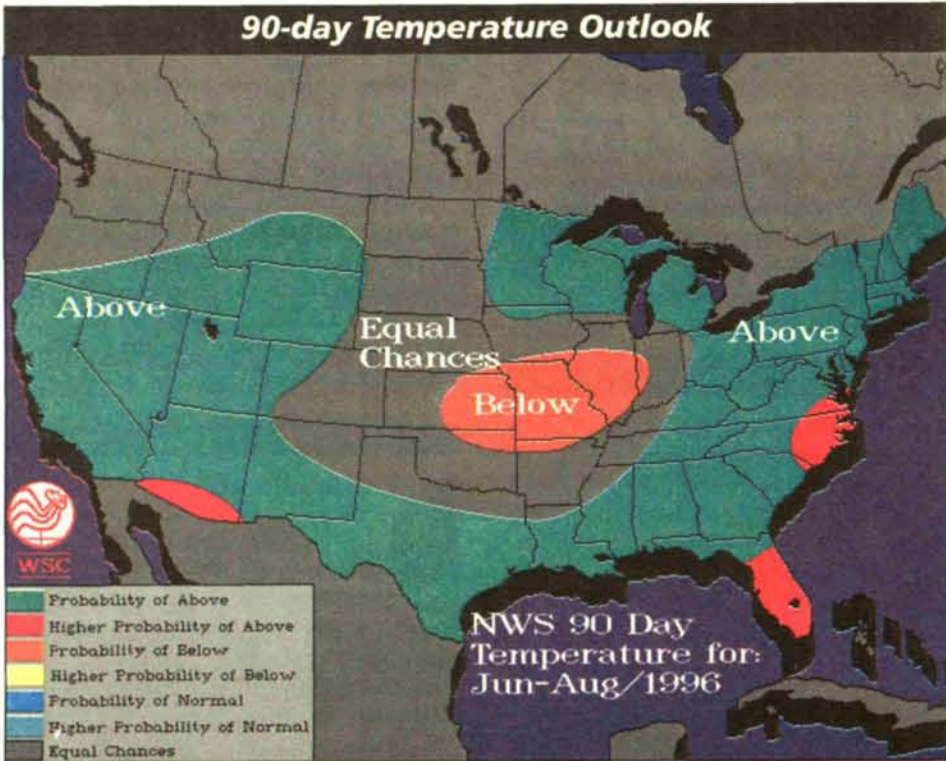 90-day Temperature Outlook
Above
Equal
Chances
Above
Below
WSC
Probability of Above
Higher Probability of Above
Probability of Below
Higher Probability of Below
Probability of Normal
Higher Probability of Normal
Equal Chances
NWS 90 Day
Temperature for:
Jun-Aug/1996